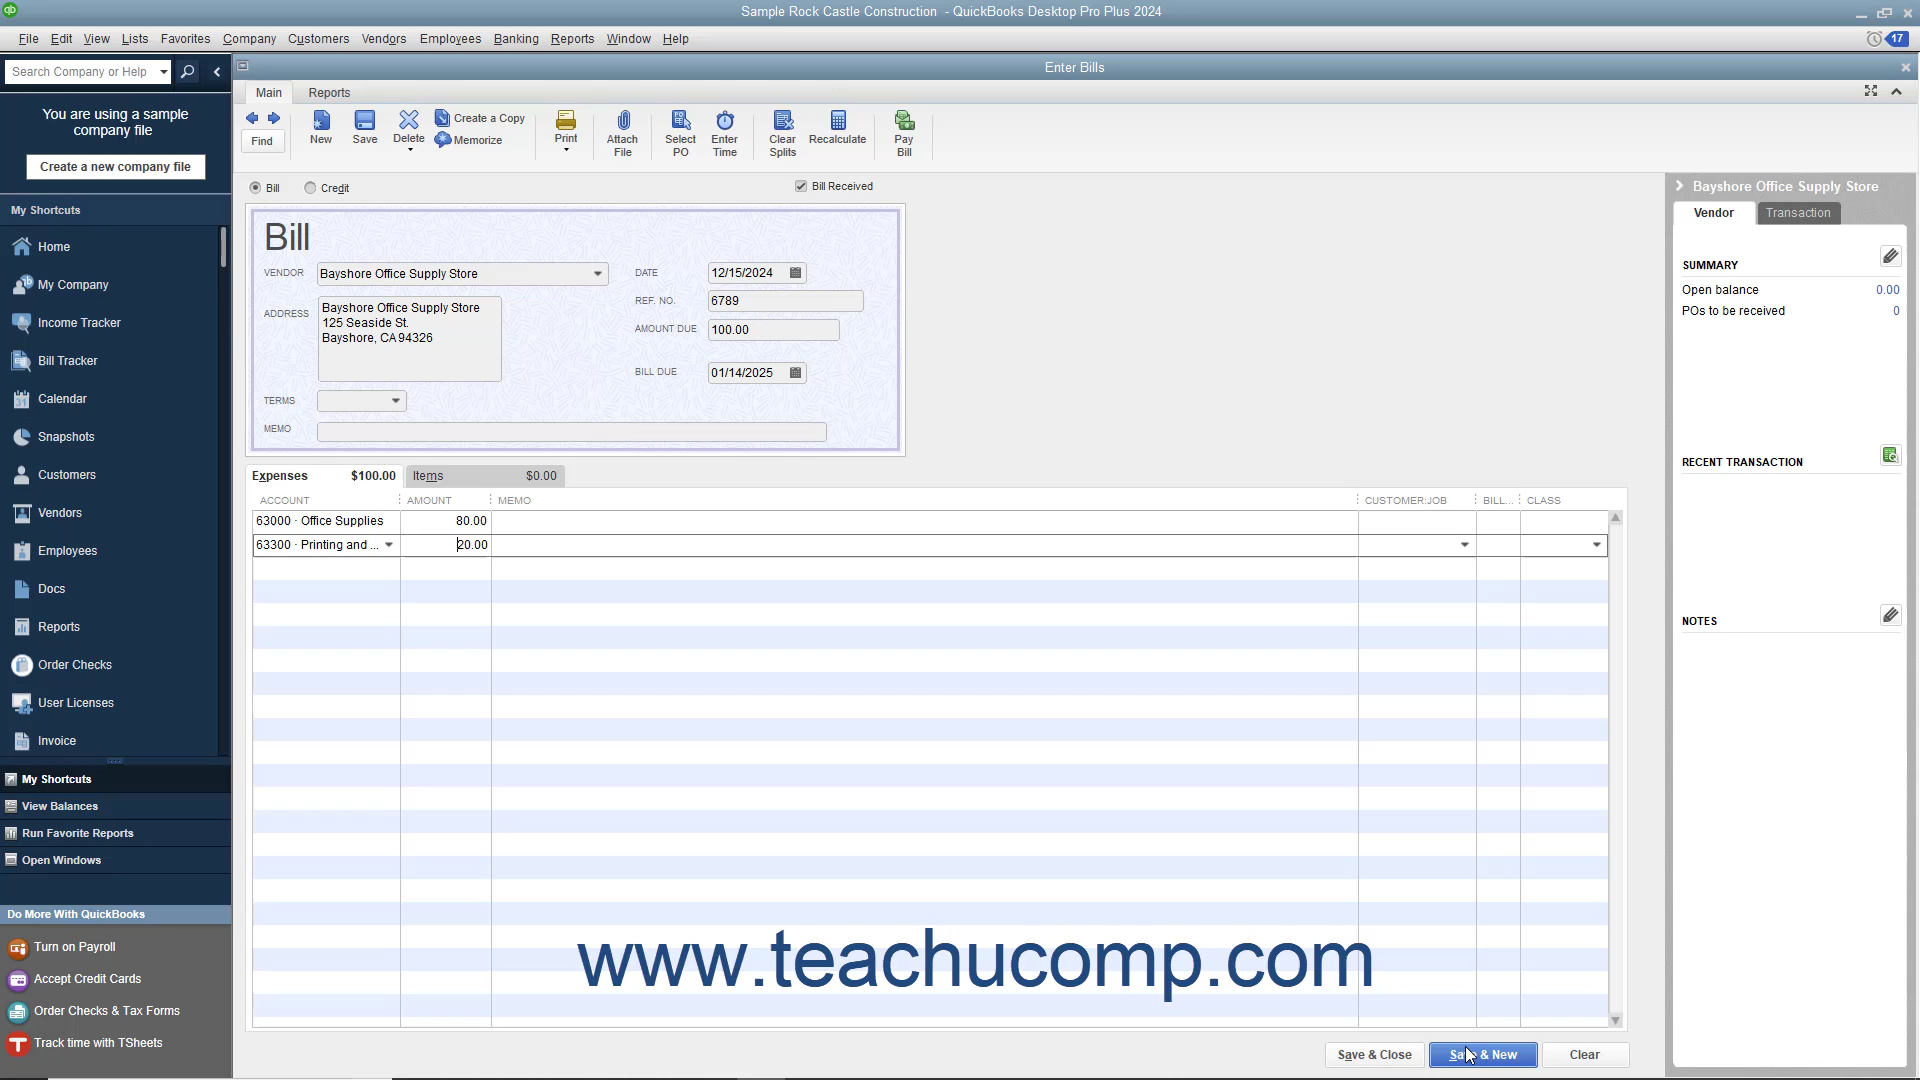 Sample Rock Castle Construction - QuickBooks Desktop Pro Plus 2024
File Edit View Lists Favorites Company Customers Vendors Employees Banking Reports Window Help
17
Search Company or Help
Enter Bills
You are using a sample
company file
Create a new company file
My Shortcuts
Home
My Company
Income Tracker
Bill Tracker
31 Calendar
Snapshots
Customers
Vendors
Employees
Docs
Reports
Order Checks
User Licenses
Invoice
My Shortcuts
View Balances
Run Favorite Reports
Open Windows
Do More With QuickBooks
Turn on Payroll
Accept Credit Cards
Order Checks & Tax Forms
Track time with TSheets
Main Reports
Find
New
Save
Delete
Create a Copy
Memorize
Print
Attach
File
Select
PO
Enter
Time
Clear
Splits
Recalculate
Pay
Bill
Bill Credit Bill Received
Bill
VENDOR Bayshore Office Supply Store
ADDRESS Bayshore Office Supply Store
125 Seaside St.
Bayshore, CA 94326
TERMS
MEMO
DATE 12/15/2024
REF. NO. 6789
AMOUNT DUE 100.00
BILL DUE 01/14/2025
Expenses $100.00 Items $0.00
ACCOUNT AMOUNT MEMO CUSTOMER:JOB BILL... CLASS
63000 · Office Supplies 80.00
63300 · Printing and ... 20.00
www.teachucomp.com
Save & Close Save & New Clear
Bayshore Office Supply Store
Vendor Transaction
SUMMARY
Open balance 0.00
POs to be received 0
RECENT TRANSACTION
NOTES